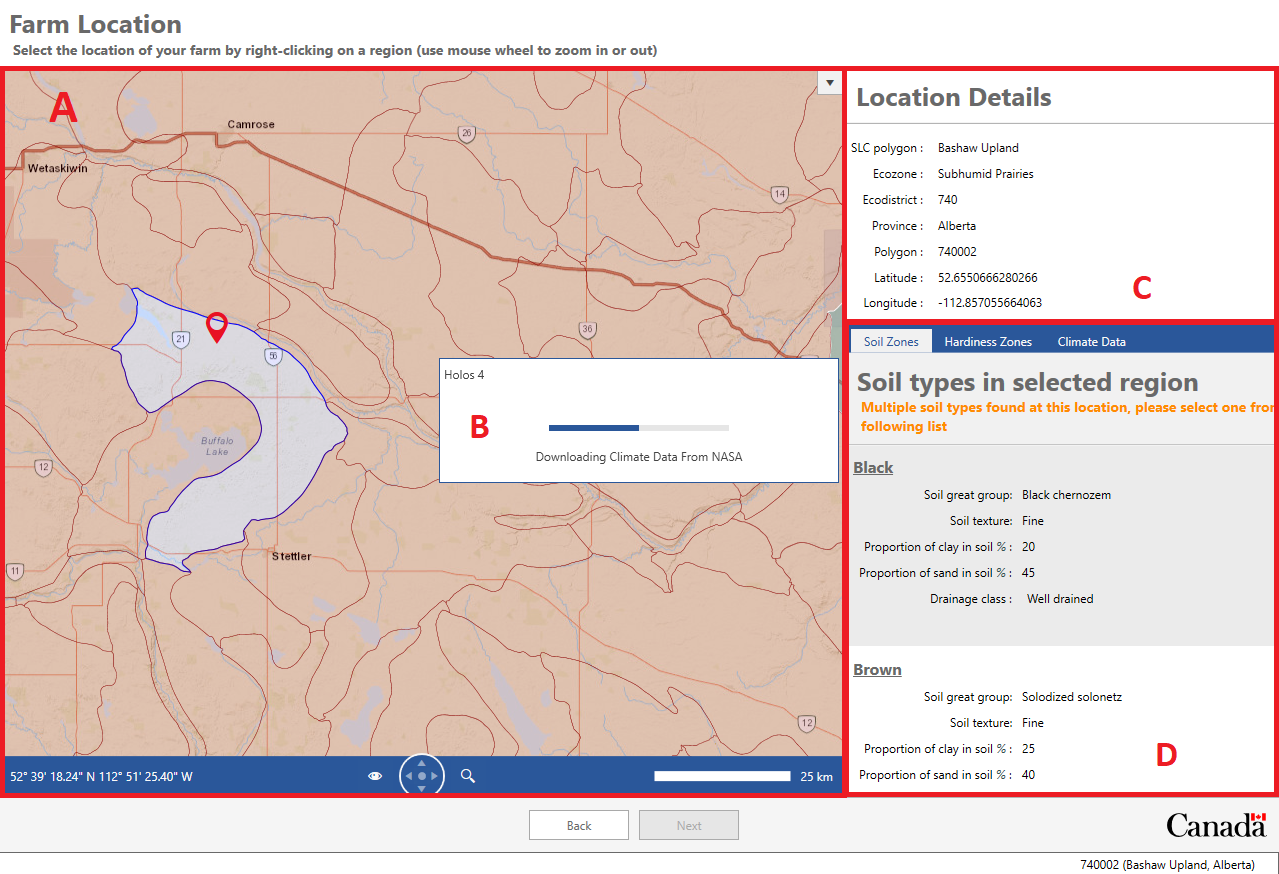 Farm Location
Select the location of your farm by right-clicking on a region (use mouse wheel to zoom in or out)
A
Camrose
26
Wetaskiwin
14
21
36
56
Buffalo
Lake
12
Stettler
11
12
Holos 4
B
Downloading Climate Data From NASA
52° 39' 18.24" N 112° 51' 25.40" W
25 km
Location Details
SLC polygon : Bashaw Upland
Ecozone : Subhumid Prairies
Ecodistrict : 740
Province : Alberta
Polygon : 740002
Latitude : 52.6550666280266
C
Longitude : -112.857055664063
Soil Zones Hardiness Zones Climate Data
Soil types in selected region
Multiple soil types found at this location, please select one from
following list
Black
Soil great group: Black chernozem
Soil texture: Fine
Proportion of clay in soil % : 20
Proportion of sand in soil % : 45
Drainage class : Well drained
Brown
Soil great group: Solodized solonetz
Soil texture: Fine
Proportion of clay in soil % : 25
D
Proportion of sand in soil % : 40
Back Next
Canada
740002 (Bashaw Upland, Alberta)